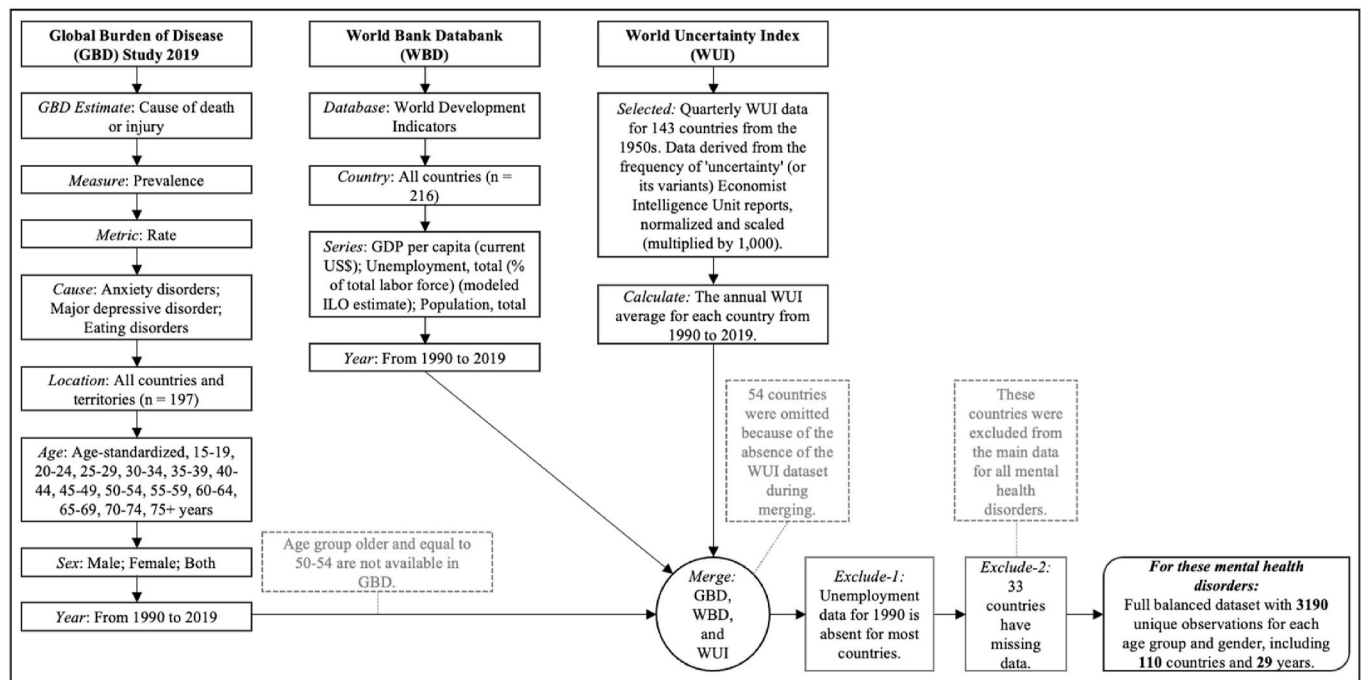 Global Burden of Disease
(GBD) Study 2019
GBD Estimate: Cause of death
or injury
Measure: Prevalence
Metric: Rate
Cause: Anxiety disorders;
Major depressive disorder;
Eating disorders
Location: All countries and
territories (n = 197)
Age: Age-standardized, 15-19,
20-24, 25-29, 30-34, 35-39, 40-
44, 45-49, 50-54, 55-59, 60-64,
65-69, 70-74, 75+ years
Sex: Male; Female; Both
Year: From 1990 to 2019
Age group older and equal to
50-54 are not available in
GBD.
World Bank Databank
(WBD)
Database: World Development
Indicators
Country: All countries (n =
216)
Series: GDP per capita (current
US$); Unemployment, total (%
of total labor force) (modeled
ILO estimate); Population, total
Year: From 1990 to 2019
World Uncertainty Index
(WUI)
Selected: Quarterly WUI data
for 143 countries from the
1950s. Data derived from the
frequency of 'uncertainty' (or
its variants) Economist
Intelligence Unit reports,
normalized and scaled
(multiplied by 1,000).
Calculate: The annual WUI
average for each country from
1990 to 2019.
54 countries
were omitted
because of the
absence of the
WUI dataset
during
merging.
These
countries were
excluded from
the main data
for all mental
health
disorders.
Merge:
GBD,
WBD,
and
WUI
Exclude-1:
Unemployment
data for 1990 is
absent for most
countries.
Exclude-2:
33
countries
have
missing
data.
For these mental health
disorders:
Full balanced dataset with 3190
unique observations for each
age group and gender, including
110 countries and 29 years.